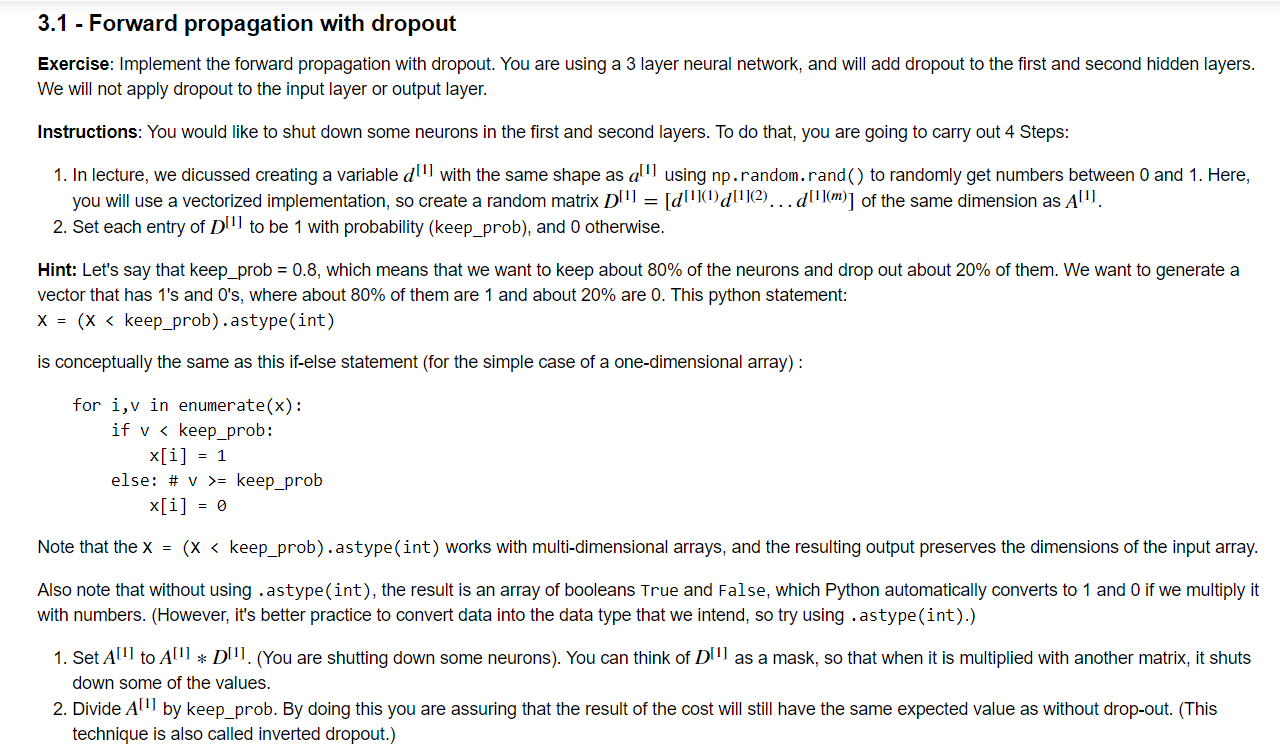 3.1 - Forward propagation with dropout
Exercise: Implement the forward propagation with dropout. You are using a 3 layer neural network, and will add dropout to the first and second hidden layers.
We will not apply dropout to the input layer or output layer.
Instructions: You would like to shut down some neurons in the first and second layers. To do that, you are going to carry out 4 Steps:
1. In lecture, we dicussed creating a variable d^[1] with the same shape as a^[1] using np.random.rand() to randomly get numbers between 0 and 1. Here,
you will use a vectorized implementation, so create a random matrix D^[1] = [d^[1](1) d^[1](2) . . . d^[1](m)] of the same dimension as A^[1].
2. Set each entry of D^[1] to be 1 with probability (keep_prob), and 0 otherwise.
Hint: Let's say that keep_prob = 0.8, which means that we want to keep about 80% of the neurons and drop out about 20% of them. We want to generate a
vector that has 1's and 0's, where about 80% of them are 1 and about 20% are 0. This python statement:
X = (X < keep_prob).astype(int)
is conceptually the same as this if-else statement (for the simple case of a one-dimensional array) :
for i,v in enumerate(x):
if v < keep_prob:
x[i] = 1
else: # v >= keep_prob
x[i] = 0
Note that the X = (X < keep_prob).astype(int) works with multi-dimensional arrays, and the resulting output preserves the dimensions of the input array.
Also note that without using .astype(int), the result is an array of booleans True and False, which Python automatically converts to 1 and 0 if we multiply it
with numbers. (However, it's better practice to convert data into the data type that we intend, so try using .astype(int).)
1. Set A^[1] to A^[1] * D^[1]. (You are shutting down some neurons). You can think of D^[1] as a mask, so that when it is multiplied with another matrix, it shuts
down some of the values.
2. Divide A^[1] by keep_prob. By doing this you are assuring that the result of the cost will still have the same expected value as without drop-out. (This
technique is also called inverted dropout.)